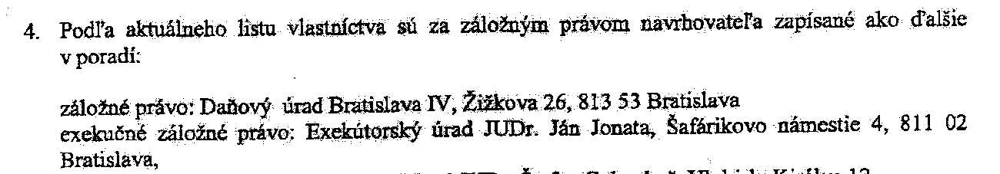 4. Podľa aktuálneho listu vlastníctva sú za záložným právom navrhovateľa zapísané ako ďalšie
v poradí:
záložné právo: Daňový úrad Bratislava IV, Žižkova 26, 813 53 Bratislava
exekučné záložné právo: Exekútorský úrad JUDr. Ján Jonata, Šafárikovo námestie 4, 811 02
Bratislava,